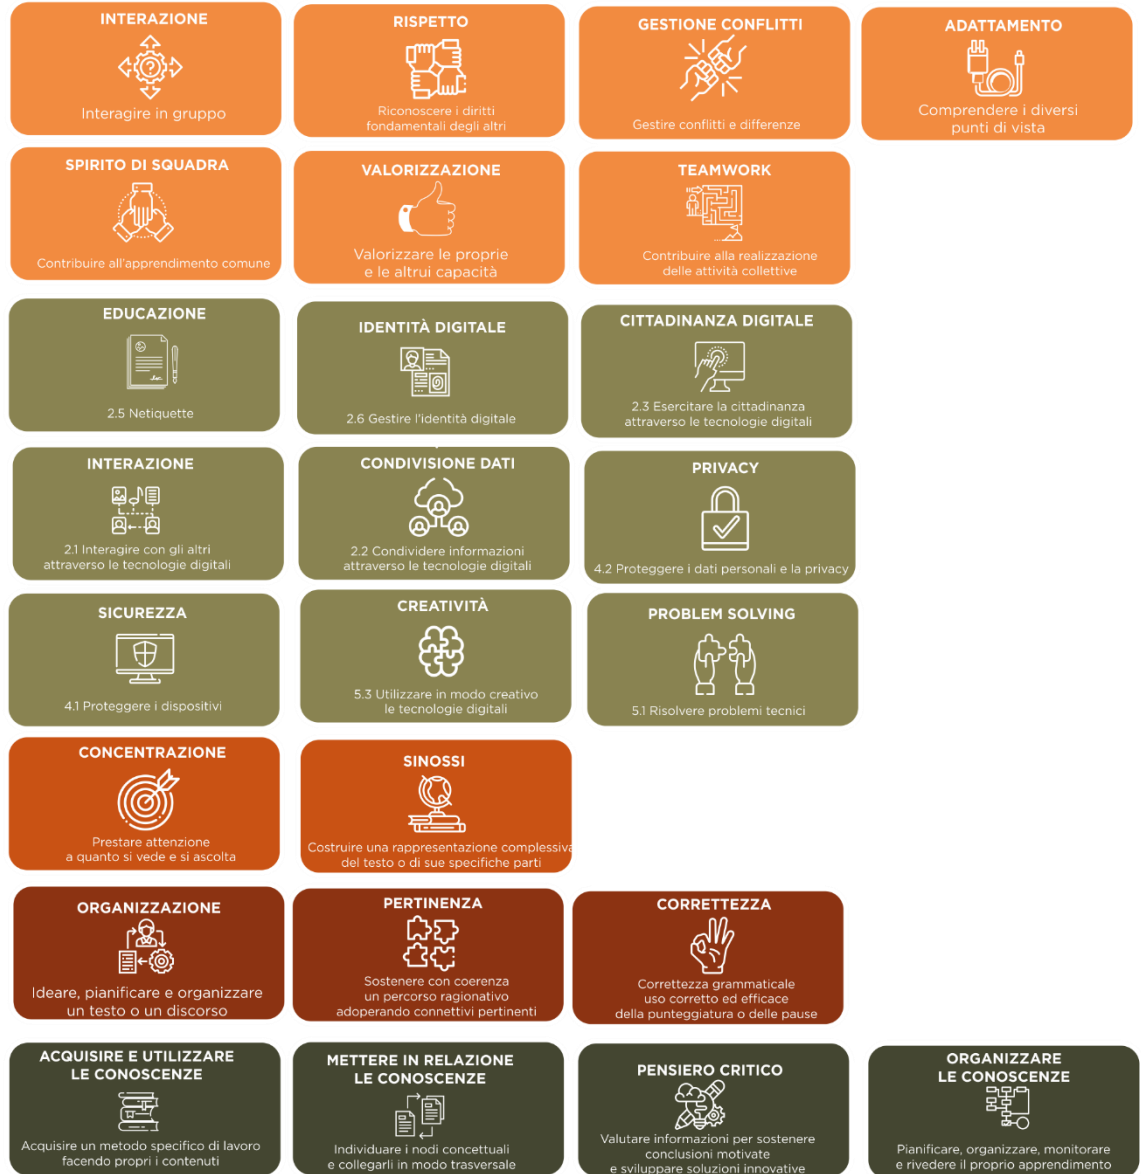 INTERAZIONE
?
Interagire in gruppo
RISPETTO
Riconoscere i diritti
fondamentali degli altri
GESTIONE CONFLITTI
Gestire conflitti e differenze
ADATTAMENTO
Comprendere i diversi
punti di vista
SPIRITO DI SQUADRA
Contribuire all'apprendimento comune
VALORIZZAZIONE
Valorizzare le proprie
e le altrui capacità
TEAMWORK
Contribuire alla realizzazione
delle attività collettive
EDUCAZIONE
2.5 Netiquette
IDENTITÀ DIGITALE
2.6 Gestire l'identità digitale
CITTADINANZA DIGITALE
2.3 Esercitare la cittadinanza
attraverso le tecnologie digitali
INTERAZIONE
2.1 Interagire con gli altri
attraverso le tecnologie digitali
CONDIVISIONE DATI
2.2 Condividere informazioni
attraverso le tecnologie digitali
PRIVACY
4.2 Proteggere i dati personali e la privacy
SICUREZZA
4.1 Proteggere i dispositivi
CREATIVITÀ
5.3 Utilizzare in modo creativo
le tecnologie digitali
PROBLEM SOLVING
5.1 Risolvere problemi tecnici
CONCENTRAZIONE
Prestare attenzione
a quanto si vede e si ascolta
SINOSSI
Costruire una rappresentazione complessiva
del testo o di sue specifiche parti
ORGANIZZAZIONE
Ideare, pianificare e organizzare
un testo o un discorso
PERTINENZA
Sostenere con coerenza
un percorso ragionativo
adoperando connettivi pertinenti
CORRETTEZZA
Correttezza grammaticale
uso corretto ed efficace
della punteggiatura o delle pause
ACQUISIRE E UTILIZZARE
LE CONOSCENZE
Acquisire un metodo specifico di lavoro
facendo propri i contenuti
METTERE IN RELAZIONE
LE CONOSCENZE
Individuare i nodi concettuali
e collegarli in modo trasversale
PENSIERO CRITICO
Valutare informazioni per sostenere
conclusioni motivate
e sviluppare soluzioni innovative
ORGANIZZARE
LE CONOSCENZE
Pianificare, organizzare, monitorare
e rivedere il proprio apprendimento